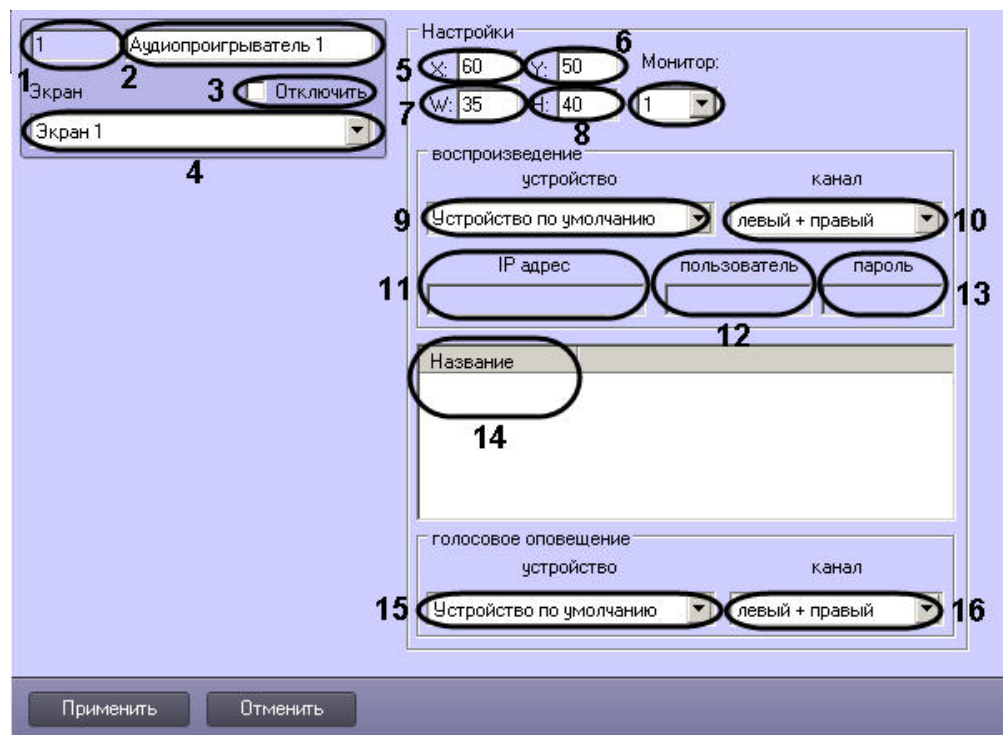 1 Аудиопроигрыватель 1
1 2
Экран 3 Отключить
Экран 1
4
Настройки
6
5 X: 60 Y: 50 Монитор:
7 W: 35 H: 40 1
8
воспроизведение
устройство канал
9 Устройство по умолчанию левый + правый 10
IP адрес пользователь пароль
11 13
12
Название
14
голосовое оповещение
устройство канал
15 Устройство по умолчанию левый + правый 16
Применить Отменить